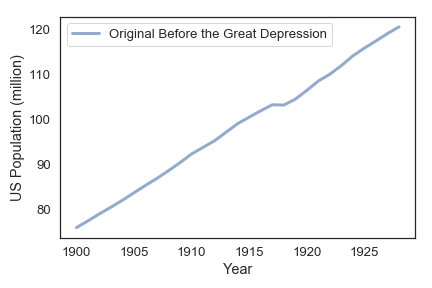 Original Before the Great Depression
120
110
100
90
80
US Population (million)
1900 1905 1910 1915 1920 1925
Year